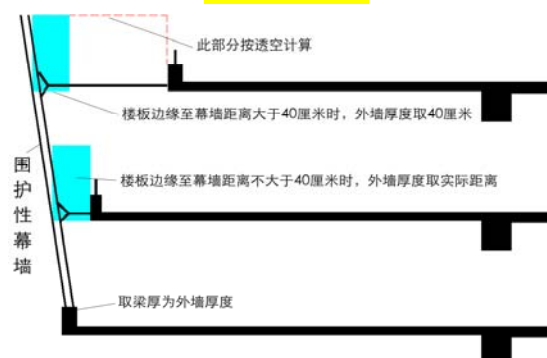 此部分按透空计算
楼板边缘至幕墙距离大于40厘米时，外墙厚度取40厘米
围护性幕墙
楼板边缘至幕墙距离不大于40厘米时，外墙厚度取实际距离
取梁厚为外墙厚度